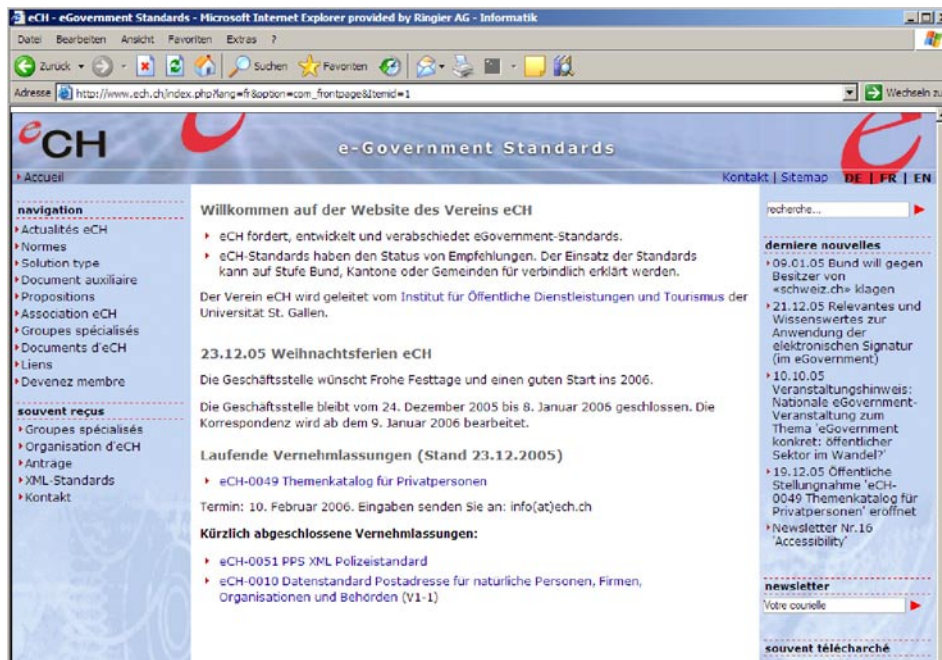 eCH - eGovernment Standards - Microsoft Internet Explorer provided by Ringier AG - Informatik
Datei Bearbeiten Ansicht Favoriten Extras ?
Zurück Suchen Favoriten
Adresse http://www.ech.ch/index.php?lang=fr&option=com_frontpage&Itemid=1 Wechseln zu
eCH
e-Government Standards
Accueil
Kontakt | Sitemap DE | FR | EN
navigation
Actualités eCH
Normes
Solution type
Document auxiliaire
Propositions
Association eCH
Groupes spécialisés
Documents d'eCH
Liens
Devenez membre
souvent reçus
Groupes spécialisés
Organisation d'eCH
Anträge
XML-Standards
Kontakt
Willkommen auf der Website des Vereins eCH
eCH fördert, entwickelt und verabschiedet eGovernment-Standards.
eCH-Standards haben den Status von Empfehlungen. Der Einsatz der Standards
kann auf Stufe Bund, Kantone oder Gemeinden für verbindlich erklärt werden.
Der Verein eCH wird geleitet vom Institut für Öffentliche Dienstleistungen und Tourismus der
Universität St. Gallen.
23.12.05 Weihnachtsferien eCH
Die Geschäftsstelle wünscht Frohe Festtage und einen guten Start ins 2006.
Die Geschäftsstelle bleibt vom 24. Dezember 2005 bis 8. Januar 2006 geschlossen. Die
Korrespondenz wird ab dem 9. Januar 2006 bearbeitet.
Laufende Vernehmlassungen (Stand 23.12.2005)
eCH-0049 Themenkatalog für Privatpersonen
Termin: 10. Februar 2006. Eingaben senden Sie an: info(at)ech.ch
Kürzlich abgeschlossene Vernehmlassungen:
eCH-0051 PPS XML Polizeistandard
eCH-0010 Datenstandard Postadresse für natürliche Personen, Firmen,
Organisationen und Behörden (V1-1)
recherche...
derniere nouvelles
09.01.05 Bund will gegen
Besitzer von
«schweiz.ch» klagen
21.12.05 Relevantes und
Wissenswertes zur
Anwendung der
elektronischen Signatur
(im eGovernment)
10.10.05
Veranstaltungshinweis:
Nationale eGovernment-
Veranstaltung zum
Thema 'eGovernment
konkret: öffentlicher
Sektor im Wandel?'
19.12.05 Öffentliche
Stellungnahme 'eCH-
0049 Themenkatalog für
Privatpersonen' eröffnet
Newsletter Nr.16
'Accessibility'
newsletter
Votre courielle
souvent télécharché